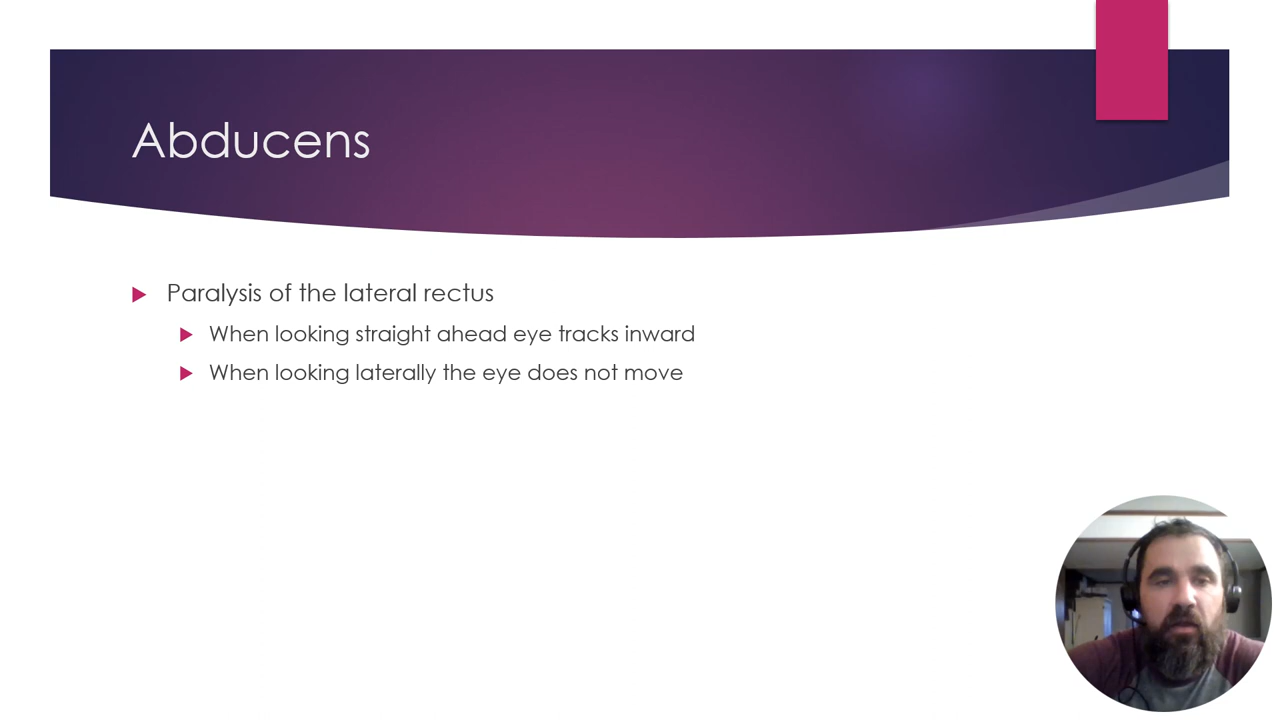 Abducens
Paralysis of the lateral rectus
When looking straight ahead eye tracks inward
When looking laterally the eye does not move